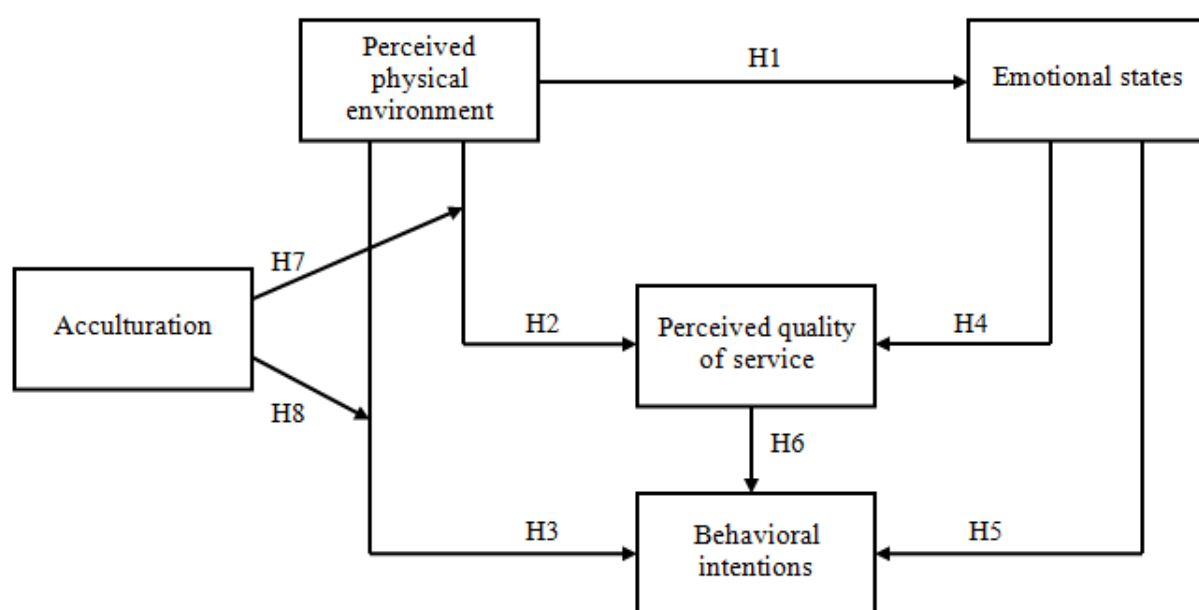 Perceived
physical
environment
H1
Emotional states
H7
Acculturation
H2
Perceived quality
of service
H4
H8
H6
H3
Behavioral
intentions
H5